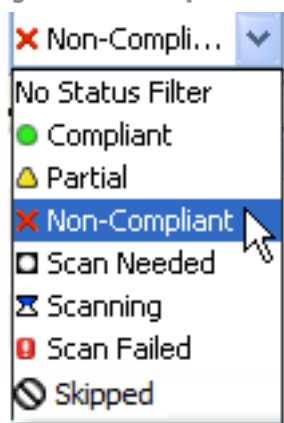 Non-Compli...
No Status Filter
Compliant
Partial
Non-Compliant
Scan Needed
Scanning
Scan Failed
Skipped